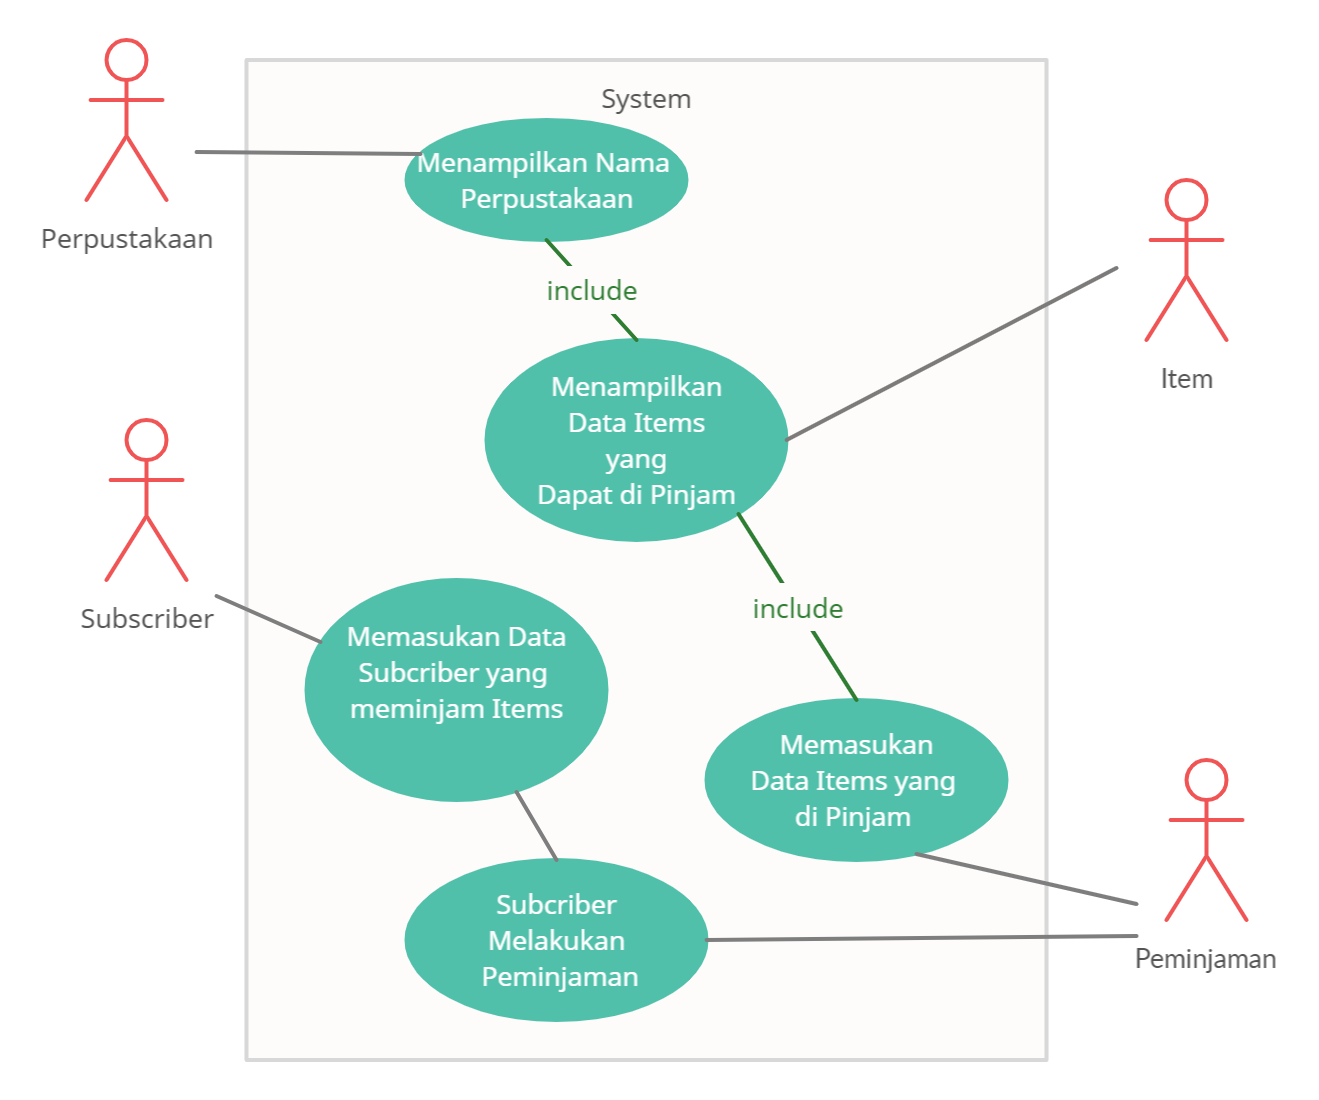 System
Menampilkan Nama
Perpustakaan
Perpustakaan
include
Menampilkan
Data Items
yang
Dapat di Pinjam
Item
Subscriber
include
Memasukan Data
Subcriber yang
meminjam Items
Memasukan
Data Items yang
di Pinjam
Subcriber
Melakukan
Peminjaman
Peminjaman